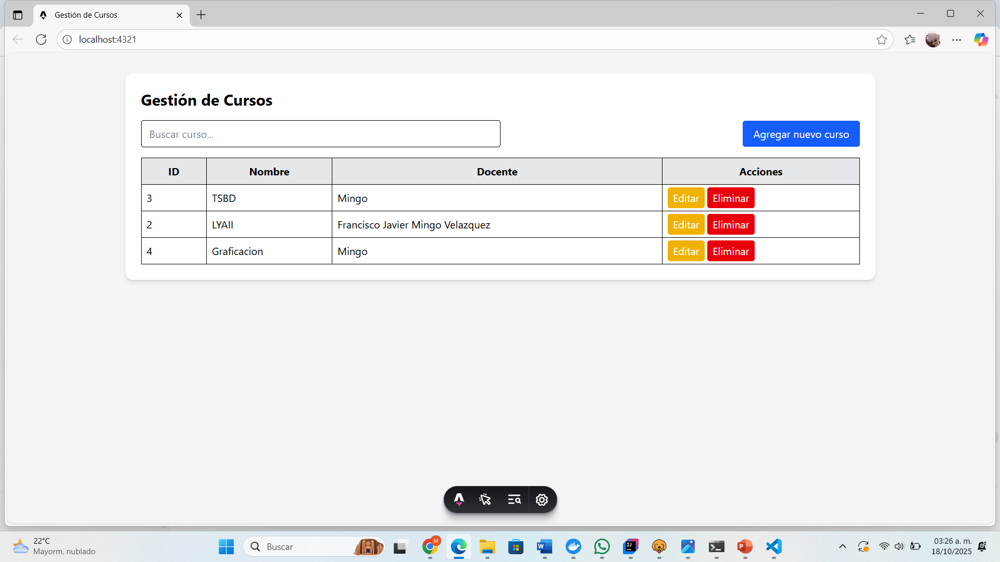 Gestión de Cursos
localhost:4321
Gestión de Cursos
Buscar curso...
Agregar nuevo curso
ID Nombre Docente Acciones
3 TSBD Mingo Editar Eliminar
2 LYAII Francisco Javier Mingo Velazquez Editar Eliminar
4 Graficacion Mingo Editar Eliminar
22°C
Mayorm. nublado
Buscar
M
W
IJ
P
03:26 a. m.
18/10/2025